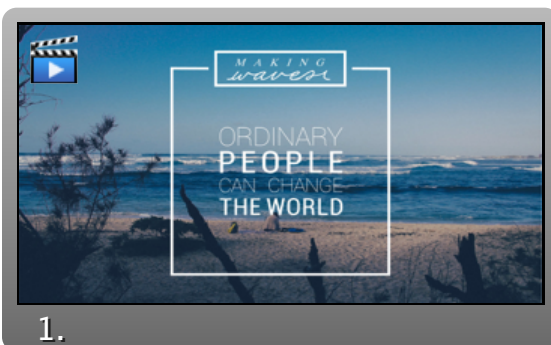 MAKING
waves
ORDINARY
PEOPLE
CAN CHANGE
THE WORLD
1.